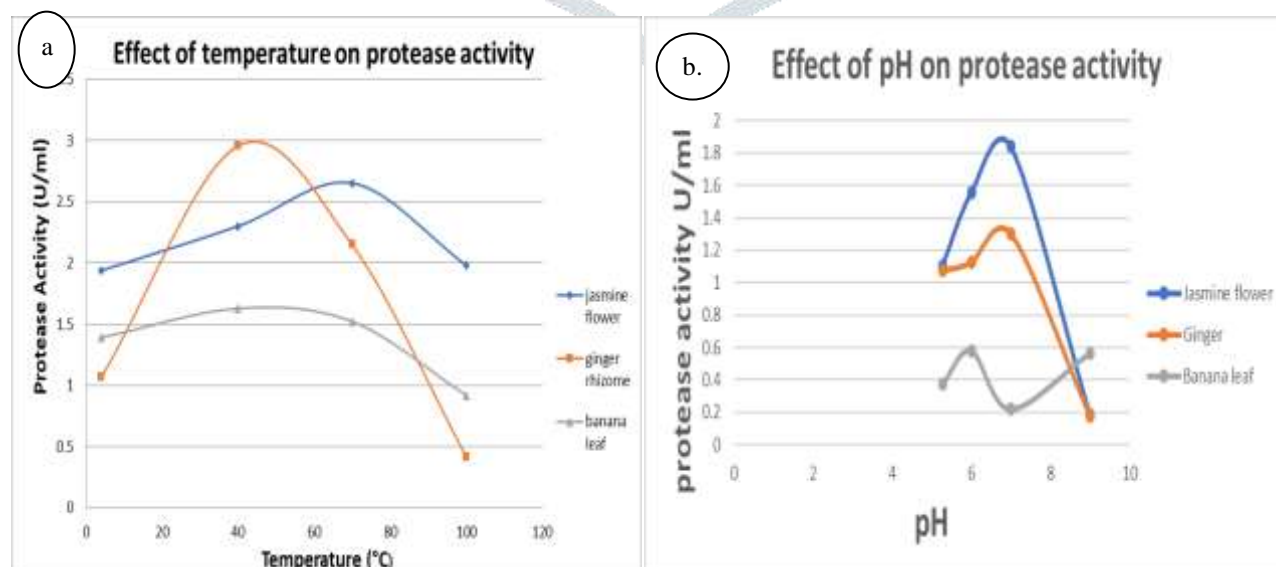 a
Effect of temperature on protease activity
3.5
3
2.5
2
1.5
1
0.5
0
0 20 40 60 80 100 120
Protease Activity (U/ml)
Temperature (°C)
jasmine
flower
ginger
rhizome
banana
leaf
b.
Effect of pH on protease activity
2
1.8
1.6
1.4
1.2
1
0.8
0.6
0.4
0.2
0
0 2 4 6 8 10
protease activity U/ml
pH
Jasmine flower
Ginger
Banana leaf